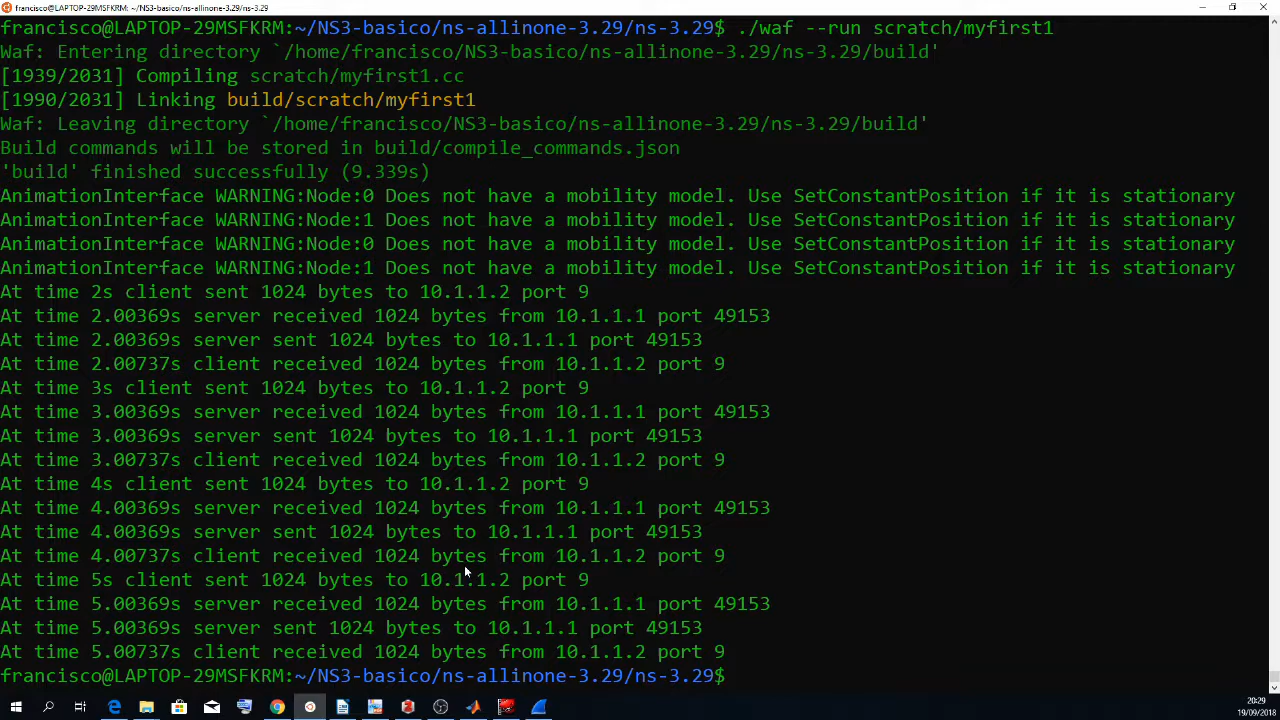 francisco@LAPTOP-29MSFKRM: ~/NS3-basico/ns-allinone-3.29/ns-3.29
francisco@LAPTOP-29MSFKRM:~/NS3-basico/ns-allinone-3.29/ns-3.29$ ./waf --run scratch/myfirst1
Waf: Entering directory `/home/francisco/NS3-basico/ns-allinone-3.29/ns-3.29/build'
[1939/2031] Compiling scratch/myfirst1.cc
[1990/2031] Linking build/scratch/myfirst1
Waf: Leaving directory `/home/francisco/NS3-basico/ns-allinone-3.29/ns-3.29/build'
Build commands will be stored in build/compile_commands.json
'build' finished successfully (9.339s)
AnimationInterface WARNING:Node:0 Does not have a mobility model. Use SetConstantPosition if it is stationary
AnimationInterface WARNING:Node:1 Does not have a mobility model. Use SetConstantPosition if it is stationary
AnimationInterface WARNING:Node:0 Does not have a mobility model. Use SetConstantPosition if it is stationary
AnimationInterface WARNING:Node:1 Does not have a mobility model. Use SetConstantPosition if it is stationary
At time 2s client sent 1024 bytes to 10.1.1.2 port 9
At time 2.00369s server received 1024 bytes from 10.1.1.1 port 49153
At time 2.00369s server sent 1024 bytes to 10.1.1.1 port 49153
At time 2.00737s client received 1024 bytes from 10.1.1.2 port 9
At time 3s client sent 1024 bytes to 10.1.1.2 port 9
At time 3.00369s server received 1024 bytes from 10.1.1.1 port 49153
At time 3.00369s server sent 1024 bytes to 10.1.1.1 port 49153
At time 3.00737s client received 1024 bytes from 10.1.1.2 port 9
At time 4s client sent 1024 bytes to 10.1.1.2 port 9
At time 4.00369s server received 1024 bytes from 10.1.1.1 port 49153
At time 4.00369s server sent 1024 bytes to 10.1.1.1 port 49153
At time 4.00737s client received 1024 bytes from 10.1.1.2 port 9
At time 5s client sent 1024 bytes to 10.1.1.2 port 9
At time 5.00369s server received 1024 bytes from 10.1.1.1 port 49153
At time 5.00369s server sent 1024 bytes to 10.1.1.1 port 49153
At time 5.00737s client received 1024 bytes from 10.1.1.2 port 9
francisco@LAPTOP-29MSFKRM:~/NS3-basico/ns-allinone-3.29/ns-3.29$
20:29
19/09/2018